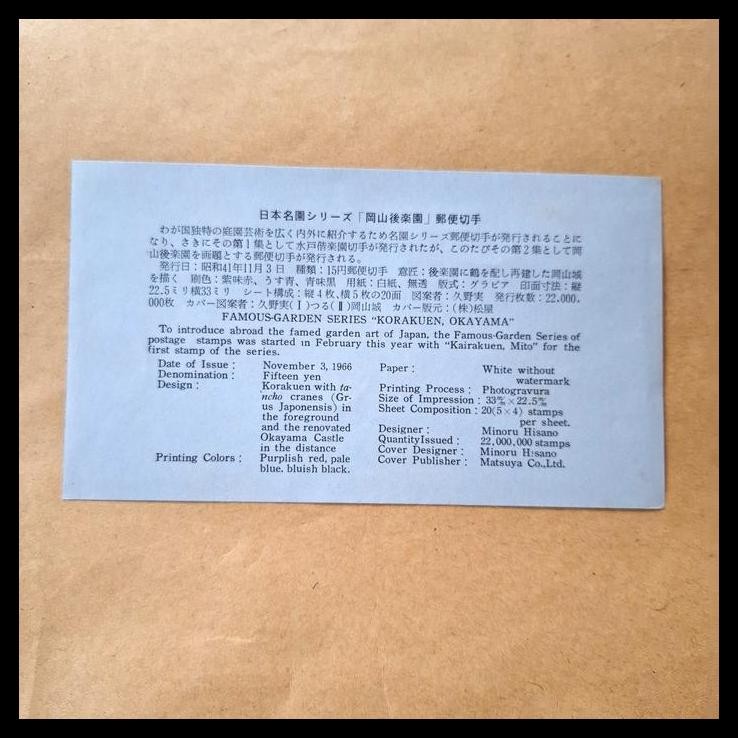 日本名園シリーズ「岡山後楽園」郵便切手
わが国独特の庭園芸術を広く内外に紹介するため名園シリーズ郵便切手が発行されることに
なり、さきにその第1集として水戸偕楽園切手が発行されたが、このたびその第2集として岡
山後楽園を画題とする郵便切手が発行される。
発行日：昭和41年11月3日 種類：15円郵便切手 意匠：後楽園に鶴を配し再建した岡山城
を描く 刷色：紫味赤、うす青、青味黒 用紙：白紙、無透 版式：グラビア 印面寸法：縦
22.5ミリ横33ミリ シート構成：縦4枚、横5枚の20面 図案者：久野実 発行枚数：22,000,
000枚 カバー図案者：久野実(Ⅰ)つる(Ⅱ)岡山城 カバー版元：(株)松屋
FAMOUS-GARDEN SERIES "KORAKUEN, OKAYAMA"
To introduce abroad the famed garden art of Japan, the Famous-Garden Series of
postage stamps was started in February this year with "Kairakuen, Mito" for the
first stamp of the series.
Date of Issue : November 3, 1966
Denomination : Fifteen yen
Design : Korakuen with ta-
ncho cranes (Gr-
us Japonensis) in
the foreground
and the renovated
Okayama Castle
in the distance
Printing Colors : Purplish red, pale
blue, bluish black.
Paper : White without
watermark
Printing Process : Photogravura
Size of Impression : 33㎜×22.5㎜
Sheet Composition : 20(5×4) stamps
per sheet.
Designer : Minoru Hisano
QuantityIssued : 22,000,000 stamps
Cover Designer : Minoru Hisano
Cover Publisher : Matsuya Co.,Ltd.